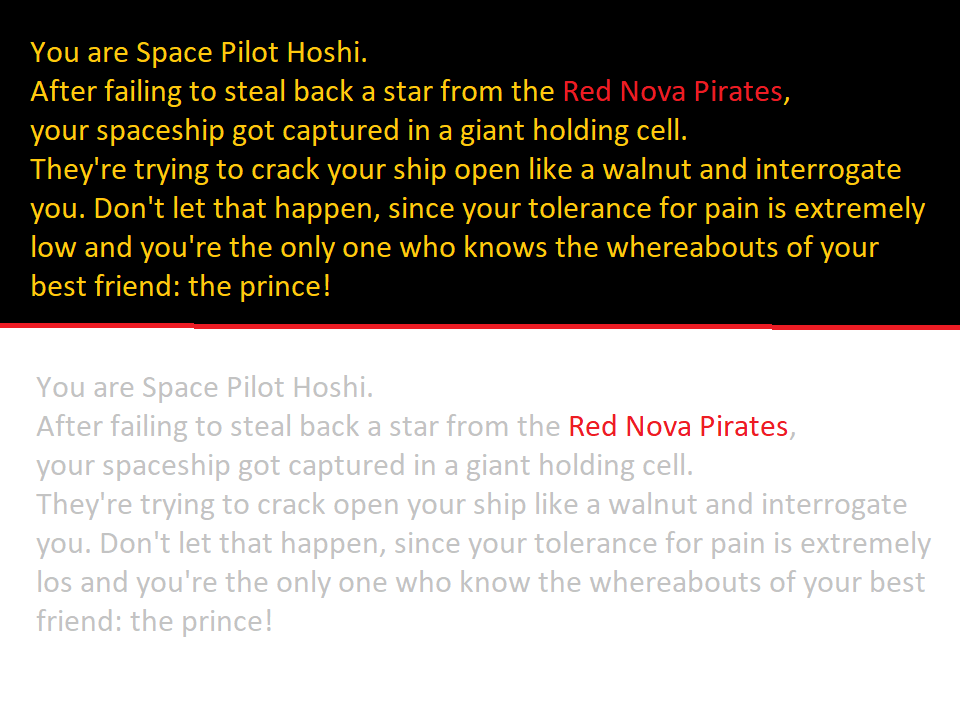 You are Space Pilot Hoshi.
After failing to steal back a star from the Red Nova Pirates,
your spaceship got captured in a giant holding cell.
They're trying to crack your ship open like a walnut and interrogate
you. Don't let that happen, since your tolerance for pain is extremely
low and you're the only one who knows the whereabouts of your
best friend: the prince!
You are Space Pilot Hoshi.
After failing to steal back a star from the Red Nova Pirates,
your spaceship got captured in a giant holding cell.
They're trying to crack open your ship like a walnut and interrogate
you. Don't let that happen, since your tolerance for pain is extremely
los and you're the only one who know the whereabouts of your best
friend: the prince!